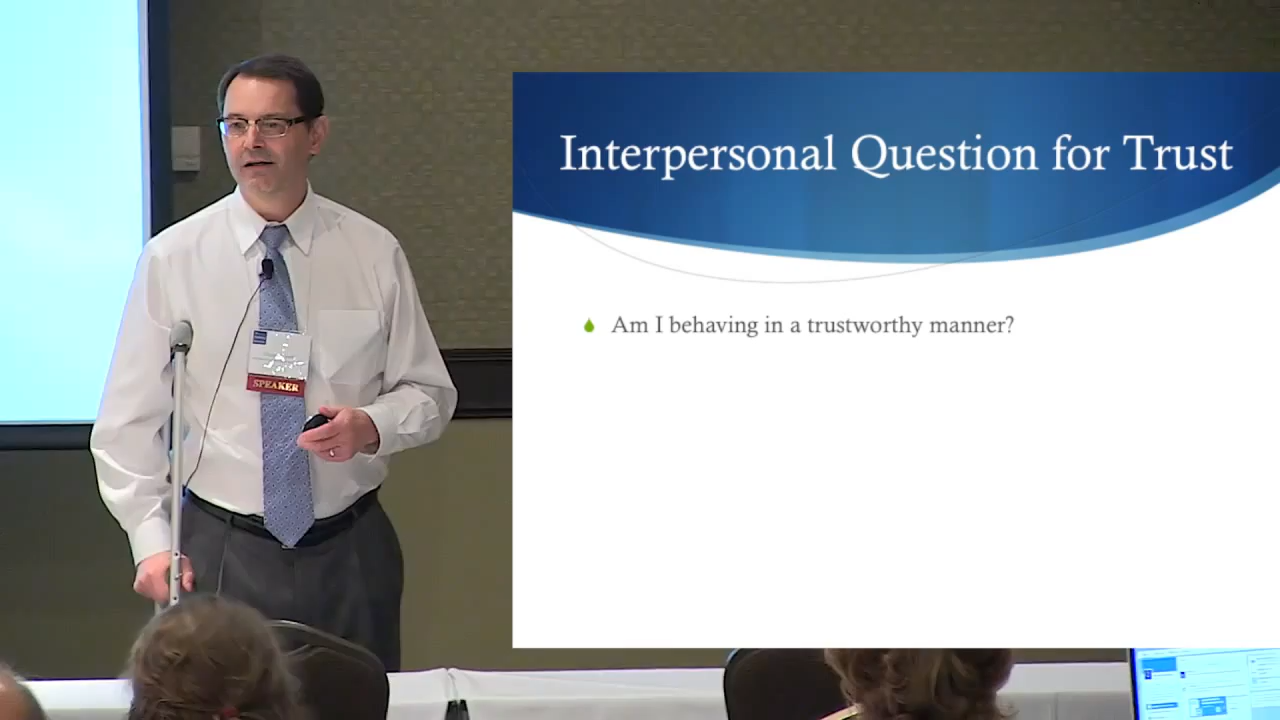 Interpersonal Question for Trust
Am I behaving in a trustworthy manner?
SPEAKER